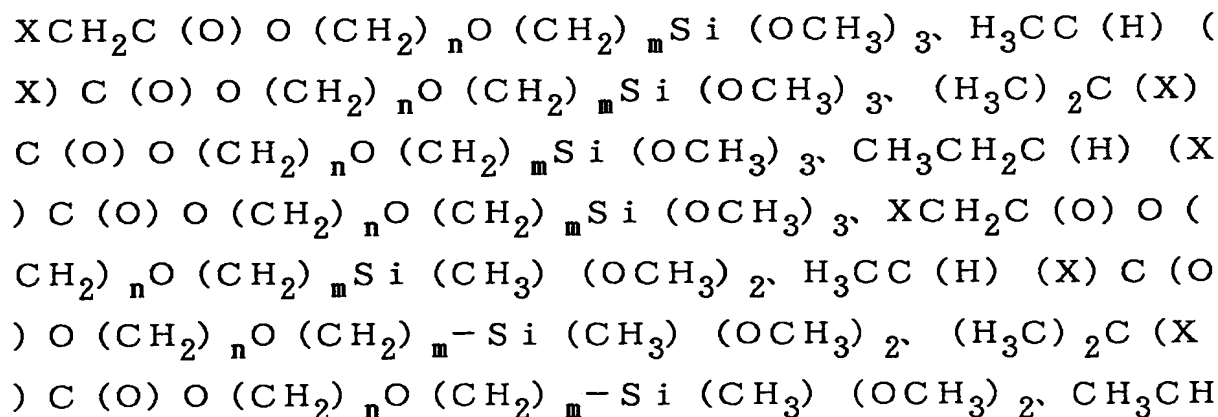 XCH₂C (O) O (CH₂) ₙO (CH₂) ₘSi (OCH₃) ₃、H₃CC (H) (
X) C (O) O (CH₂) ₙO (CH₂) ₘSi (OCH₃) ₃、 (H₃C) ₂C (X)
C (O) O (CH₂) ₙO (CH₂) ₘSi (OCH₃) ₃、CH₃CH₂C (H) (X
) C (O) O (CH₂) ₙO (CH₂) ₘSi (OCH₃) ₃、XCH₂C (O) O (
CH₂) ₙO (CH₂) ₘSi (CH₃) (OCH₃) ₂、H₃CC (H) (X) C (O
) O (CH₂) ₙO (CH₂) ₘ−Si (CH₃) (OCH₃) ₂、 (H₃C) ₂C (X
) C (O) O (CH₂) ₙO (CH₂) ₘ−Si (CH₃) (OCH₃) ₂、CH₃CH